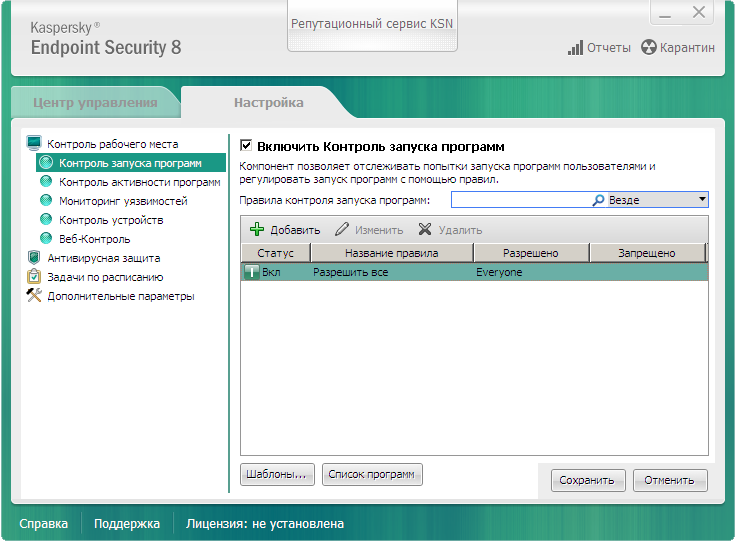 Репутационный сервис KSN
Kaspersky®
Endpoint Security 8
Отчеты
Карантин
Центр управления
Настройка
Контроль рабочего места
Контроль запуска программ
Контроль активности программ
Мониторинг уязвимостей
Контроль устройств
Веб-Контроль
Антивирусная защита
Задачи по расписанию
Дополнительные параметры
Включить Контроль запуска программ
Компонент позволяет отслеживать попытки запуска программ пользователями и
регулировать запуск программ с помощью правил.
Правила контроля запуска программ:
Везде
Добавить
Изменить
Удалить
Статус Название правила Разрешено Запрещено
Вкл Разрешить все Everyone
Шаблоны...
Список программ
Сохранить
Отменить
Справка
Поддержка
Лицензия: не установлена